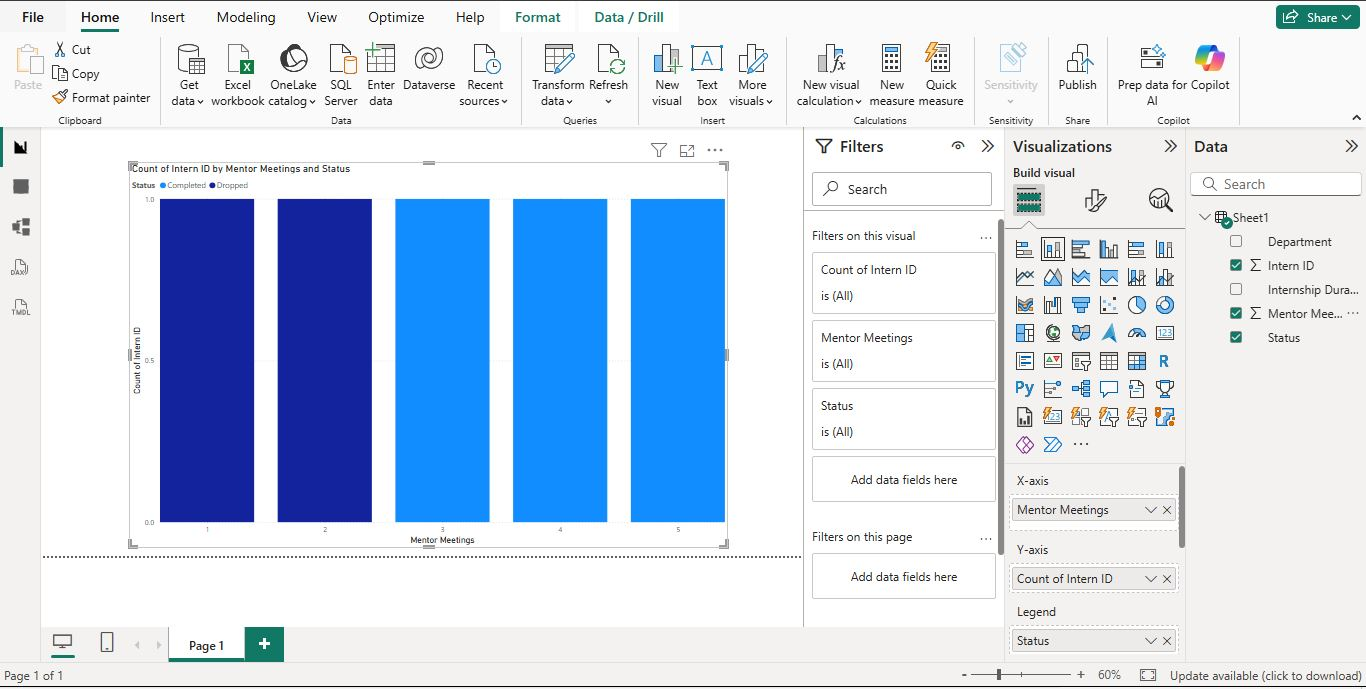 File Home Insert Modeling View Optimize Help Format Data / Drill Share
Paste
Cut
Copy
Format painter
Clipboard
Get data
Excel workbook
OneLake catalog
SQL Server
Enter data
Dataverse
Recent sources
Data
Transform data
Refresh
Queries
New visual
Text box
More visuals
Insert
New visual calculation
New measure
Quick measure
Calculations
Sensitivity
Sensitivity
Publish
Share
Prep data for AI
Copilot
Copilot
DAX
TMDL
Count of Intern ID by Mentor Meetings and Status
Status Completed Dropped
1.0
0.5
0.0
Count of Intern ID
1 2 3 4 5
Mentor Meetings
Filters
Search
Filters on this visual ...
Count of Intern ID
is (All)
Mentor Meetings
is (All)
Status
is (All)
Add data fields here
Filters on this page ...
Add data fields here
Visualizations
Build visual
123
R
Py
123
...
X-axis
Mentor Meetings
Y-axis
Count of Intern ID
Legend
Status
Data
Search
Sheet1
Department
Σ Intern ID
Internship Dura...
Σ Mentor Mee... ...
Status
Page 1
+
Page 1 of 1
- + 60%
Update available (click to download)